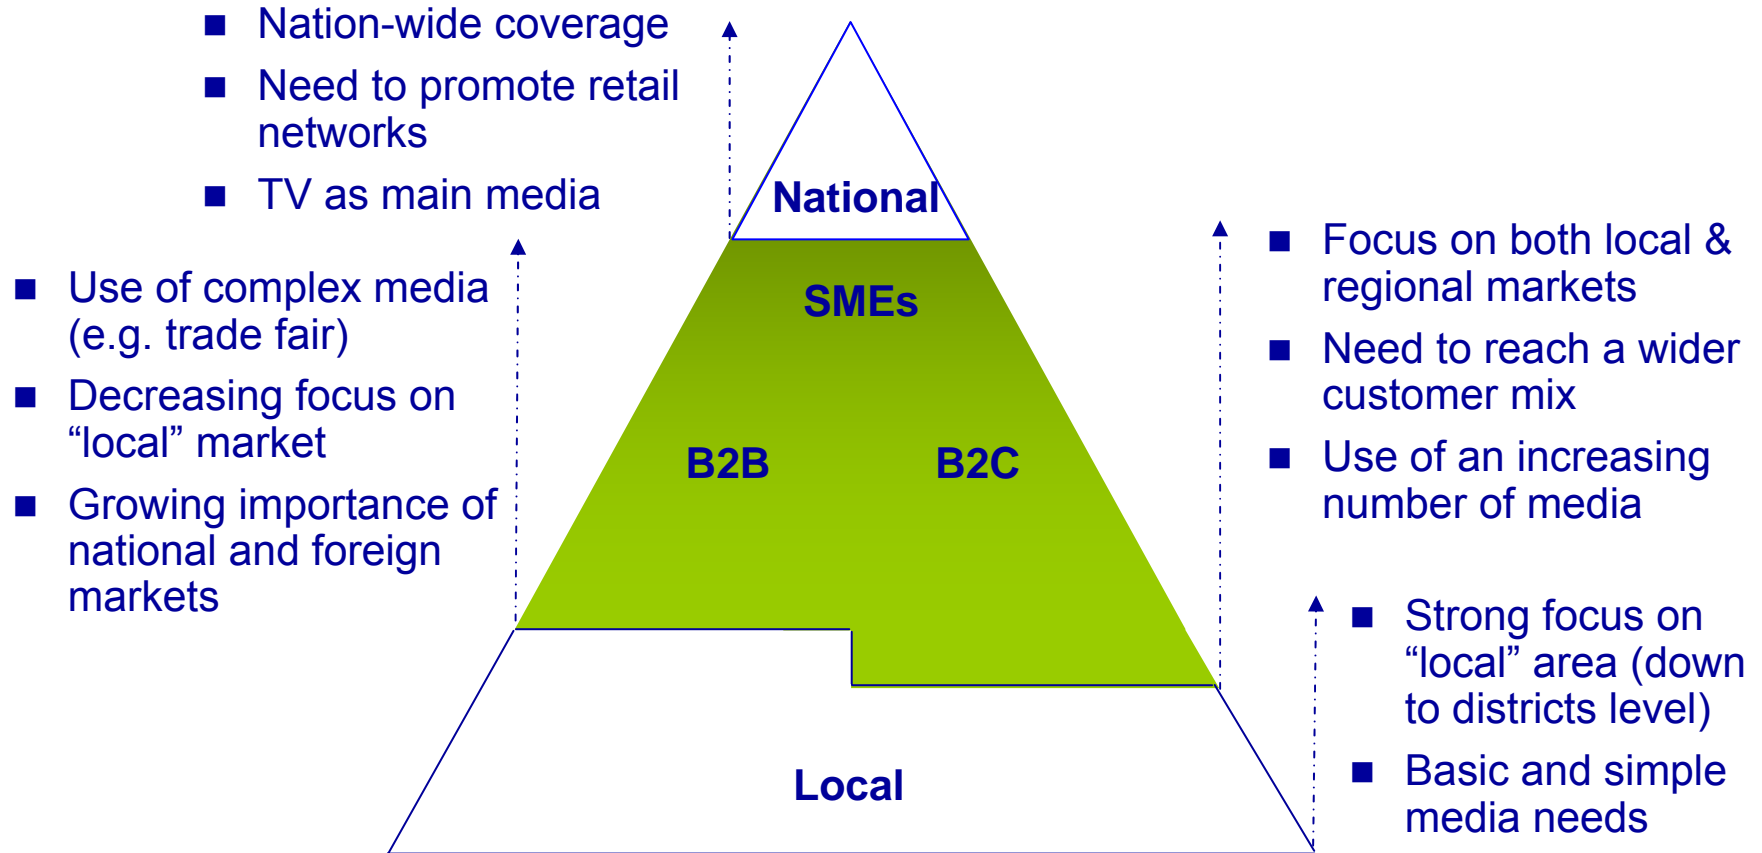 ■ Nation-wide coverage
■ Need to promote retail
networks
■ TV as main media
National
■ Use of complex media
(e.g. trade fair)
■ Decreasing focus on
“local” market
■ Growing importance of
national and foreign
markets
SMEs
B2B
B2C
■ Focus on both local &
regional markets
■ Need to reach a wider
customer mix
■ Use of an increasing
number of media
■ Strong focus on
“local” area (down
to districts level)
■ Basic and simple
media needs
Local